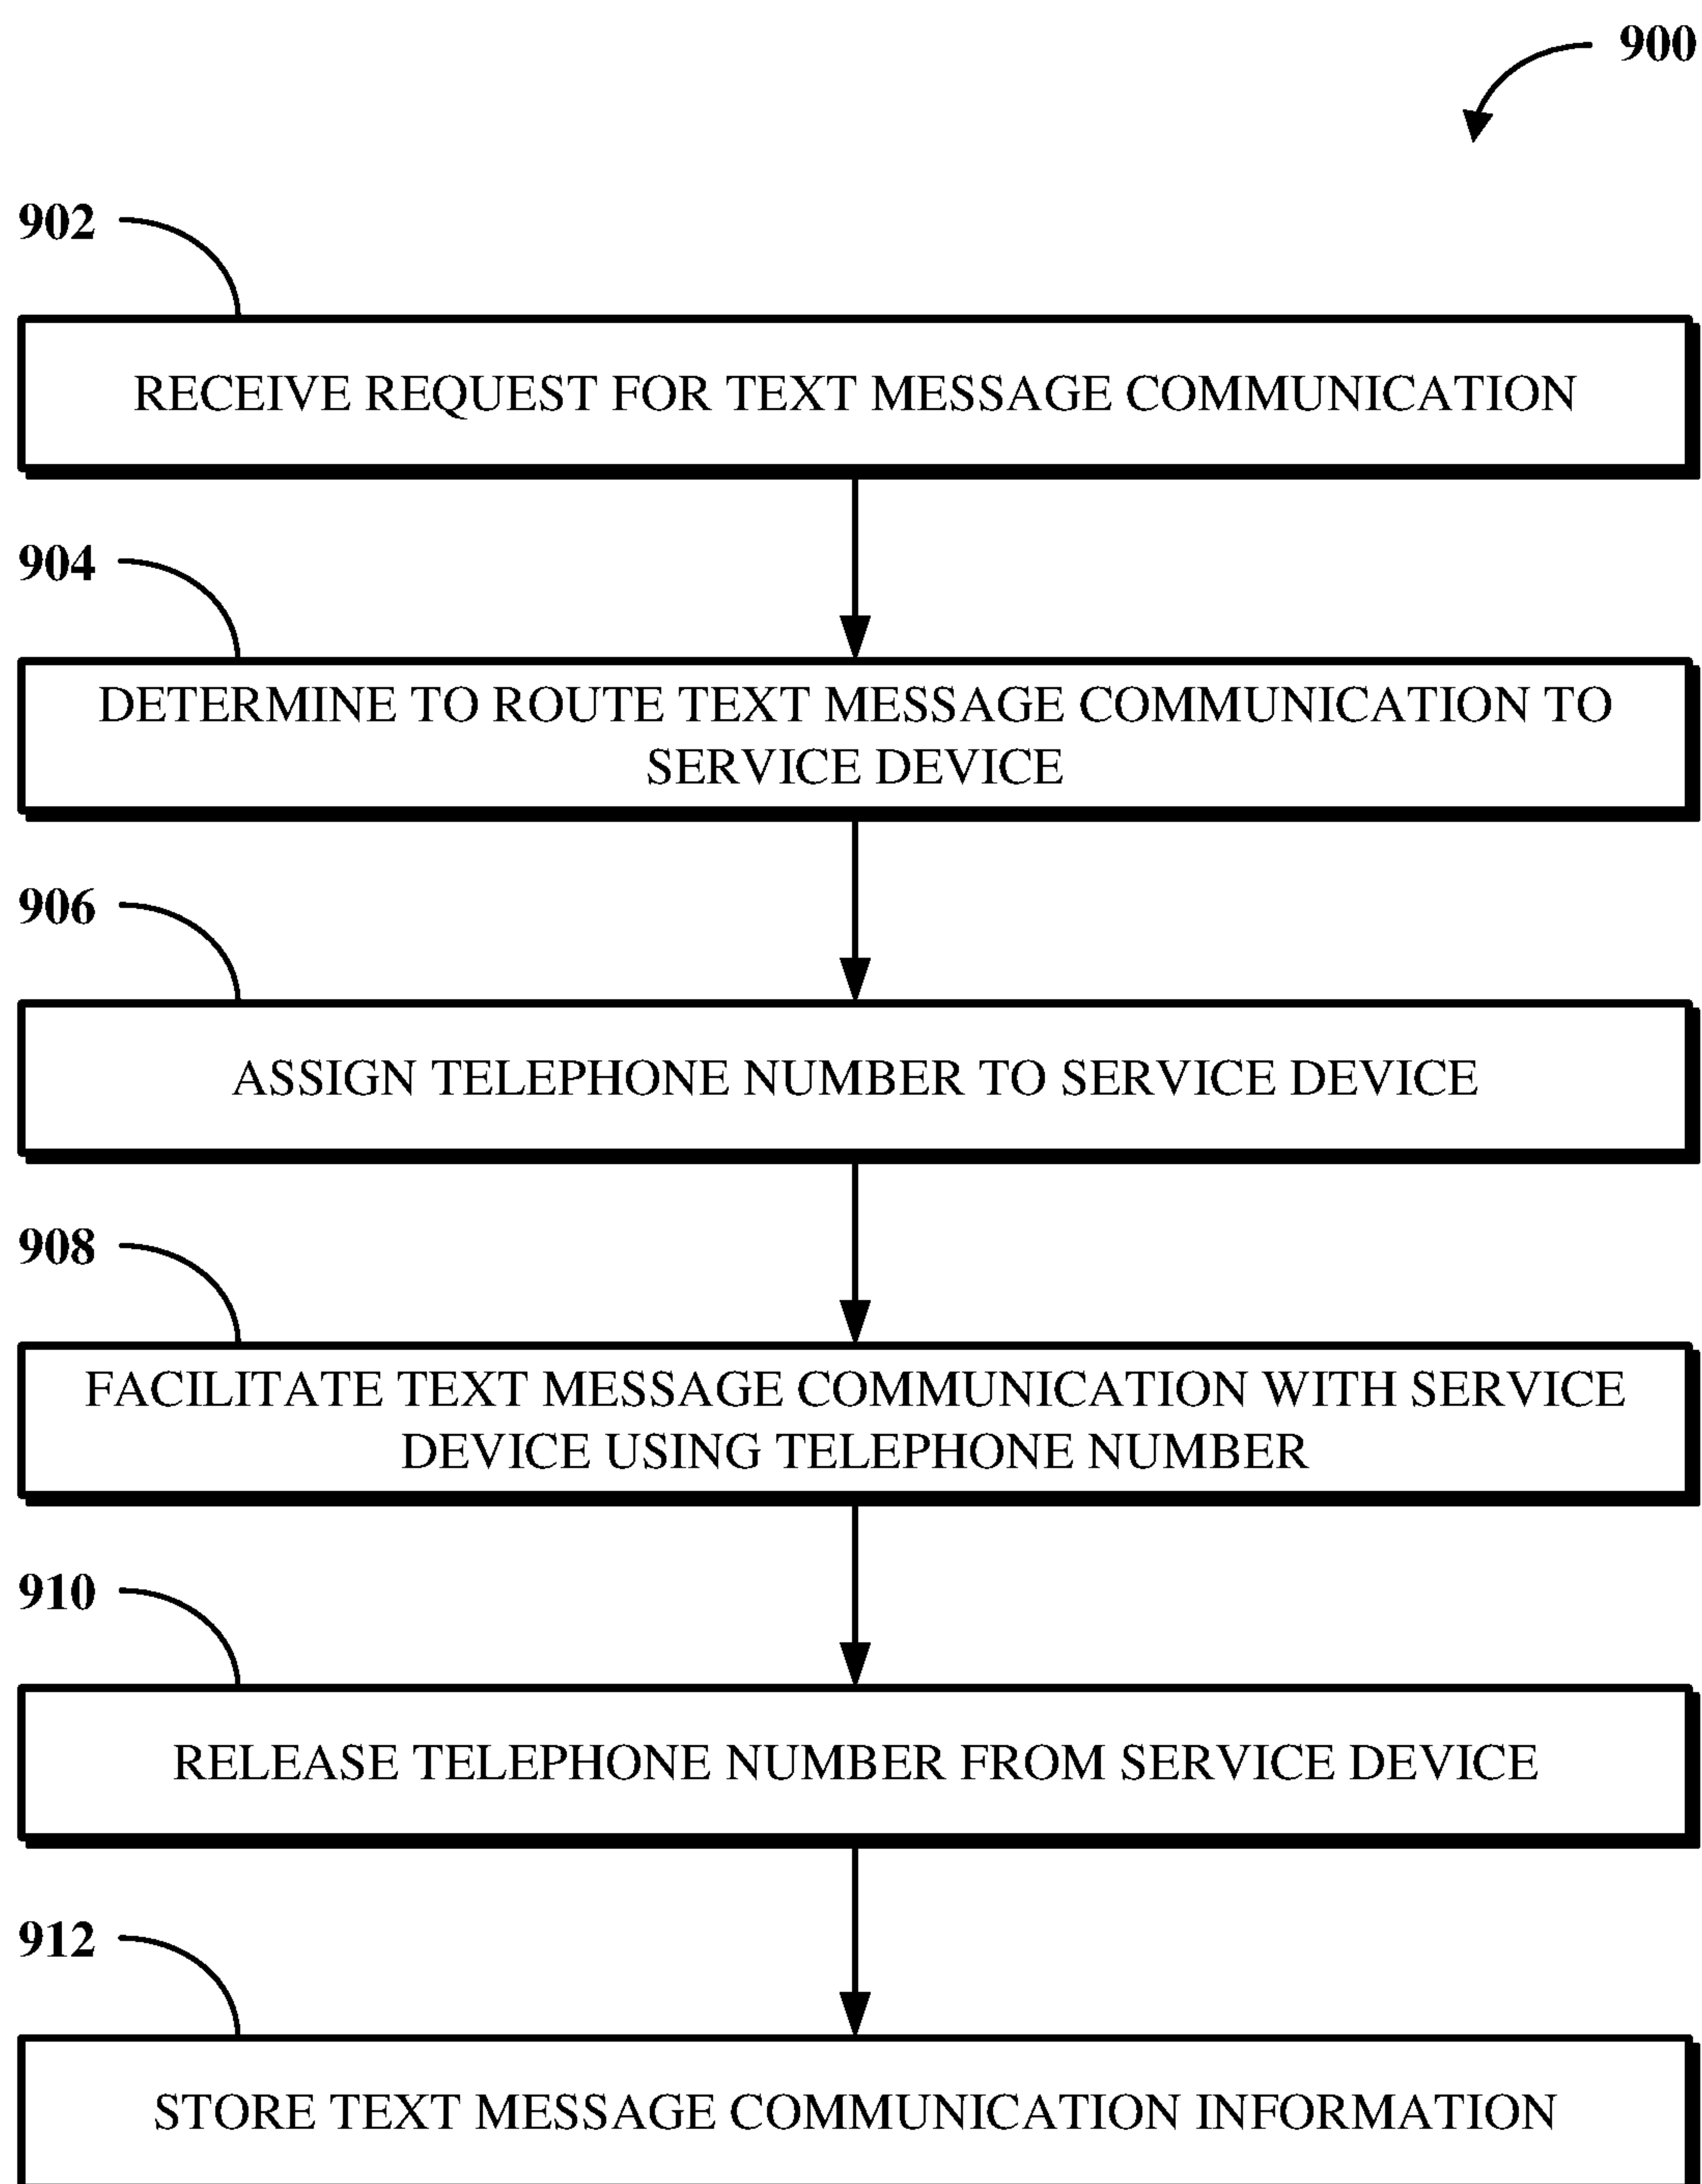 900
902
RECEIVE REQUEST FOR TEXT MESSAGE COMMUNICATION
904
DETERMINE TO ROUTE TEXT MESSAGE COMMUNICATION TO
SERVICE DEVICE
906
ASSIGN TELEPHONE NUMBER TO SERVICE DEVICE
908
FACILITATE TEXT MESSAGE COMMUNICATION WITH SERVICE
DEVICE USING TELEPHONE NUMBER
910
RELEASE TELEPHONE NUMBER FROM SERVICE DEVICE
912
STORE TEXT MESSAGE COMMUNICATION INFORMATION